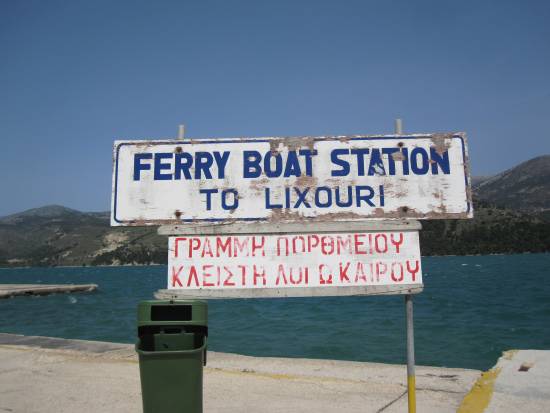 FERRY BOAT STATION
TO LIXOURI
ΓΡΑΜΜΗ ΠΟΡΘΜΕΙΟΥ
ΚΛΕΙΣΤΗ ΛΟΓΩ ΚΑΙΡΟΥ